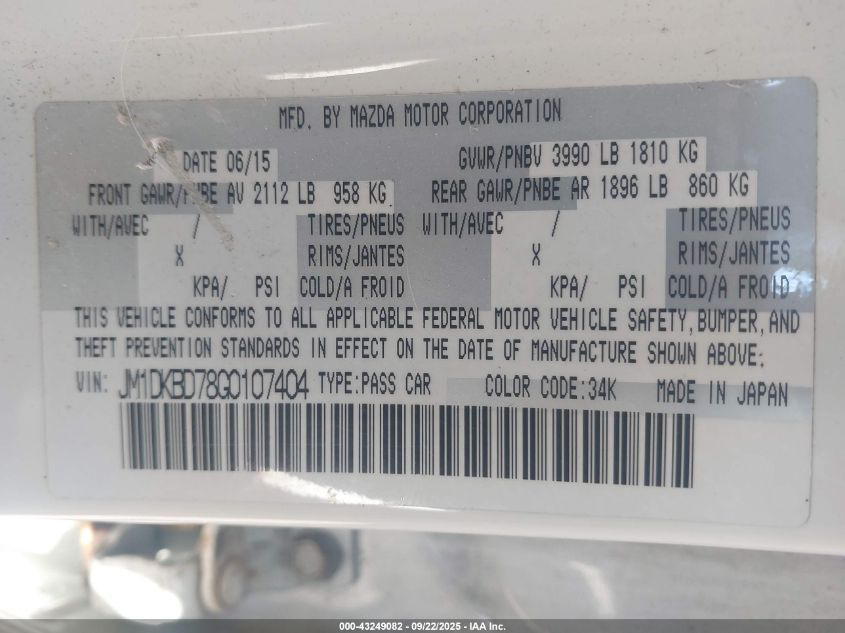 MFD. BY MAZDA MOTOR CORPORATION
DATE 06/15 GVWR/PNBV 3990 LB 1810 KG
FRONT GAWR/PNBE AV 2112 LB 958 KG REAR GAWR/PNBE AR 1896 LB 860 KG
WITH/AVEC / TIRES/PNEUS WITH/AVEC / TIRES/PNEUS
X RIMS/JANTES X RIMS/JANTES
KPA/ PSI COLD/A FROID KPA/ PSI COLD/A FROID
THIS VEHICLE CONFORMS TO ALL APPLICABLE FEDERAL MOTOR VEHICLE SAFETY, BUMPER, AND
THEFT PREVENTION STANDARDS IN EFFECT ON THE DATE OF MANUFACTURE SHOWN ABOVE:
VIN: JM1DKBD78G0107404 TYPE:PASS CAR COLOR CODE:34K MADE IN JAPAN
000-43249082 - 09/22/2025 - IAA Inc.